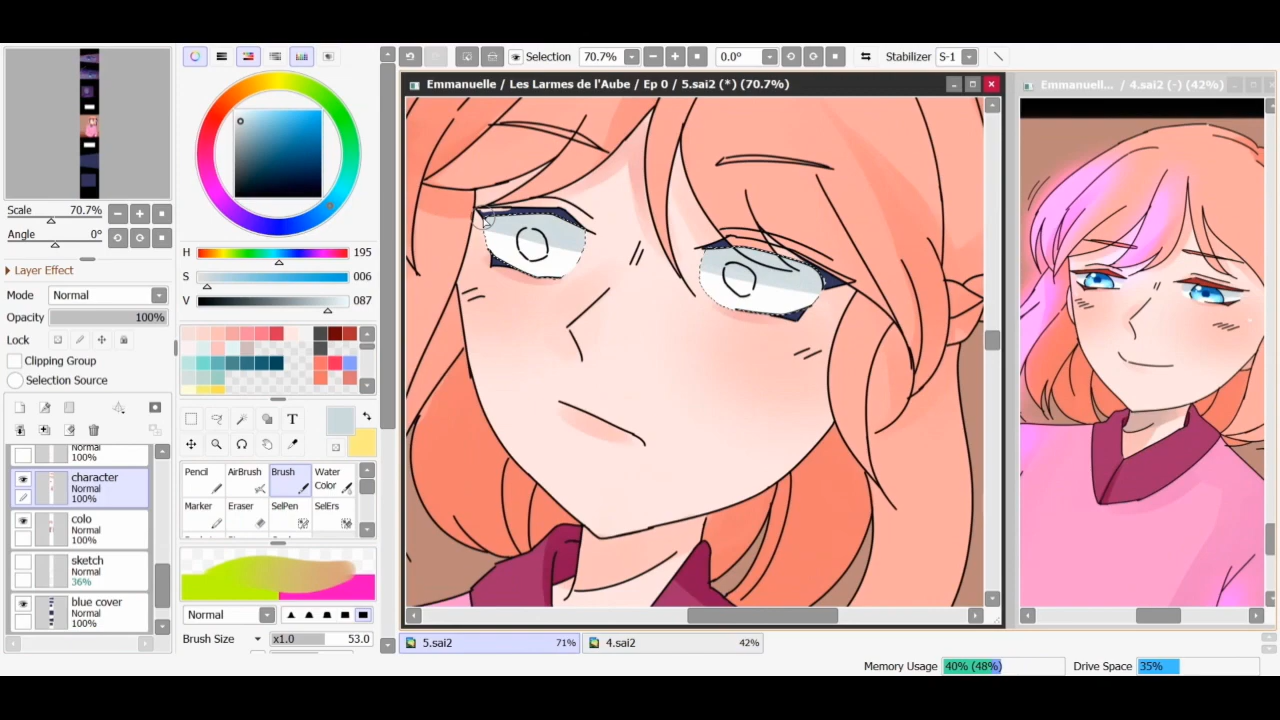 Scale 70.7%
Angle 0°
Layer Effect
Mode Normal
Opacity 100%
Lock
Clipping Group
Selection Source
Normal
100%
character
Normal
100%
colo
Normal
100%
sketch
Normal
36%
blue cover
Normal
100%
H 195
S 006
V 087
T
Pencil AirBrush Brush Water Color
Marker Eraser SelPen SelErs
Normal
Brush Size x1.0 53.0
Selection 70.7% 0.0° Stabilizer S-1
Emmanuelle / Les Larmes de l'Aube / Ep 0 / 5.sai2 (*) (70.7%)
Emmanuell... / 4.sai2 (-) (42%)
5.sai2 71% 4.sai2 42%
Memory Usage 40% (48%) Drive Space 35%